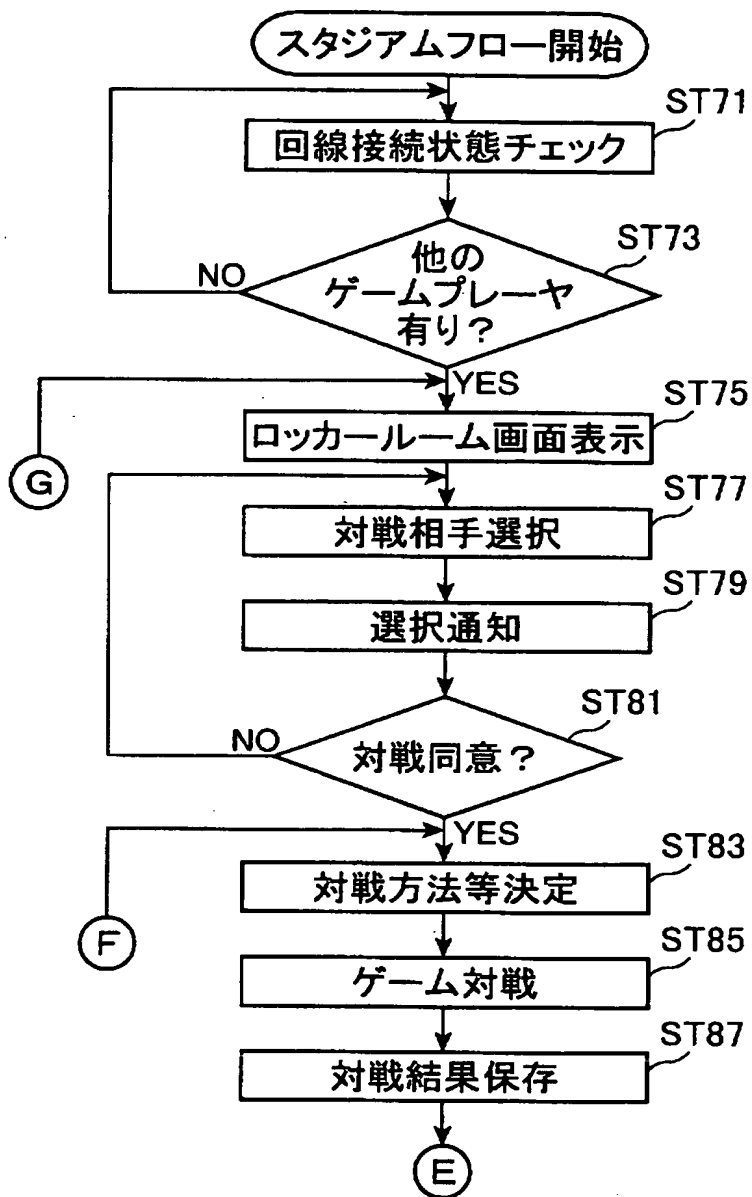 スタジアムフロー開始
ST71
回線接続状態チェック
ST73
他の
ゲームプレーヤ
有り？
NO
YES
ST75
ロッカールーム画面表示
G
ST77
対戦相手選択
ST79
選択通知
ST81
対戦同意？
NO
YES
ST83
対戦方法等決定
F
ST85
ゲーム対戦
ST87
対戦結果保存
E